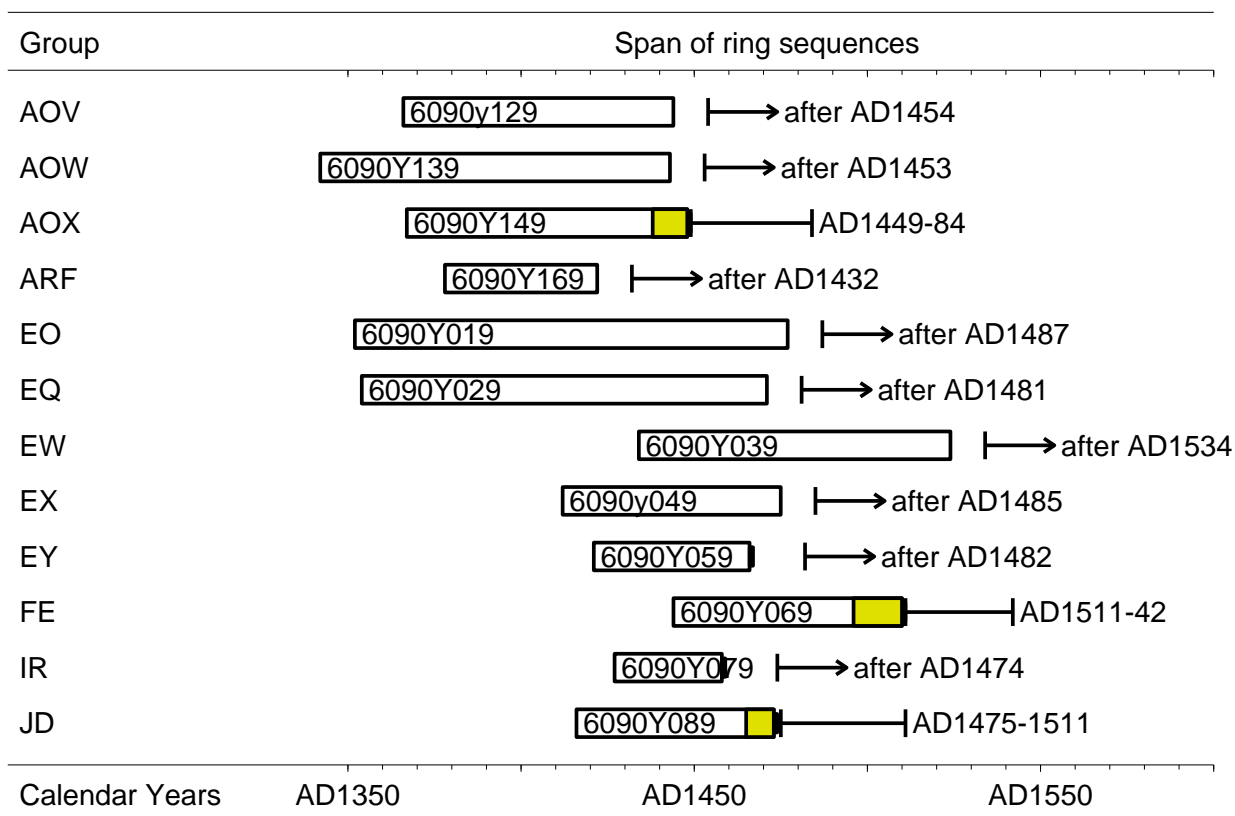 Group Span of ring sequences
AOV 6090y129 after AD1454
AOW 6090Y139 after AD1453
AOX 6090Y149 AD1449-84
ARF 6090Y169 after AD1432
EO 6090Y019 after AD1487
EQ 6090Y029 after AD1481
EW 6090Y039 after AD1534
EX 6090y049 after AD1485
EY 6090Y059 after AD1482
FE 6090Y069 AD1511-42
IR 6090Y079 after AD1474
JD 6090Y089 AD1475-1511
Calendar Years AD1350 AD1450 AD1550